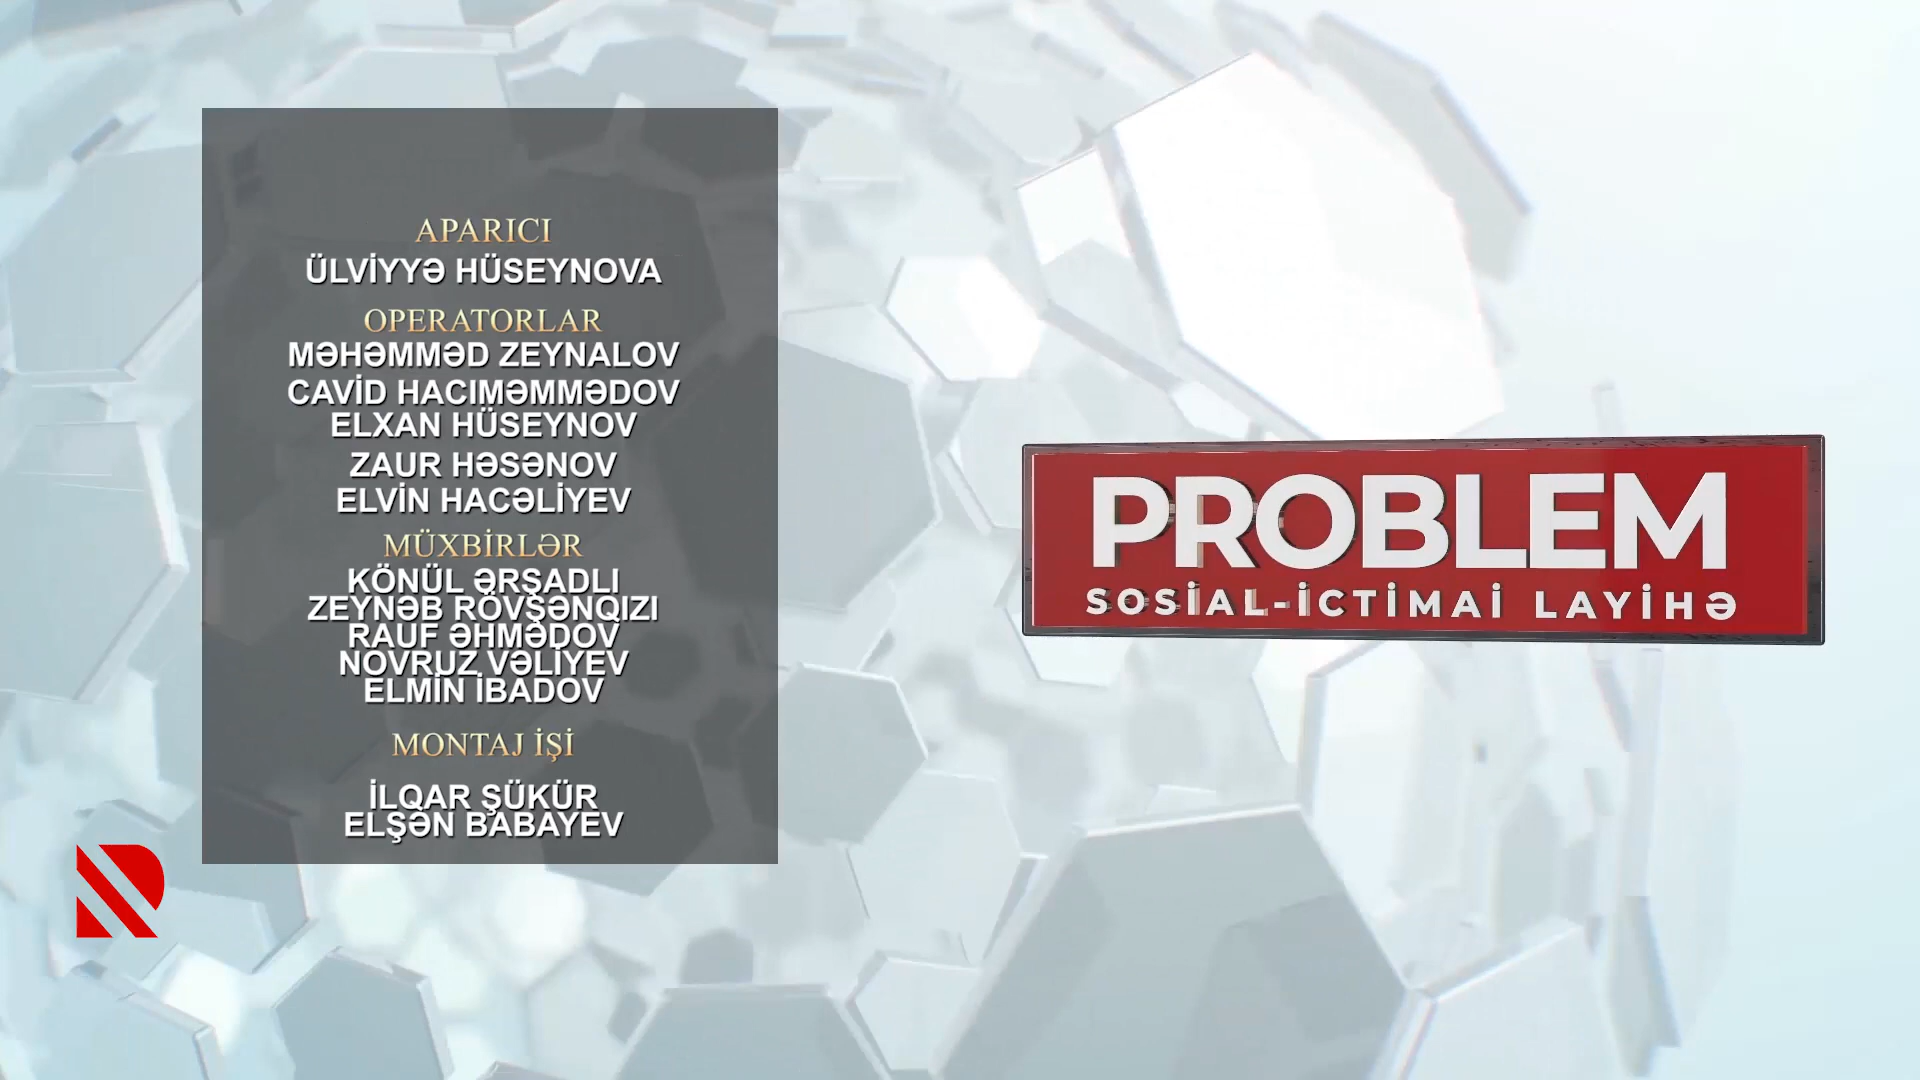 APARICI
ÜLVİYYƏ HÜSEYNOVA
OPERATORLAR
MƏHƏMMƏD ZEYNALOV
CAVİD HACIMƏMMƏDOV
ELXAN HÜSEYNOV
ZAUR HƏSƏNOV
ELVİN HACƏLİYEV
MÜXBİRLƏR
KÖNÜL ƏRŞADLI
ZEYNƏB RÖVŞƏNQIZI
RAUF ƏHMƏDOV
NOVRUZ VƏLİYEV
ELMİN İBADOV
MONTAJ İŞİ
İLQAR ŞÜKÜR
ELŞƏN BABAYEV
PROBLEM
SOSİAL-İCTİMAİ LAYİHƏ